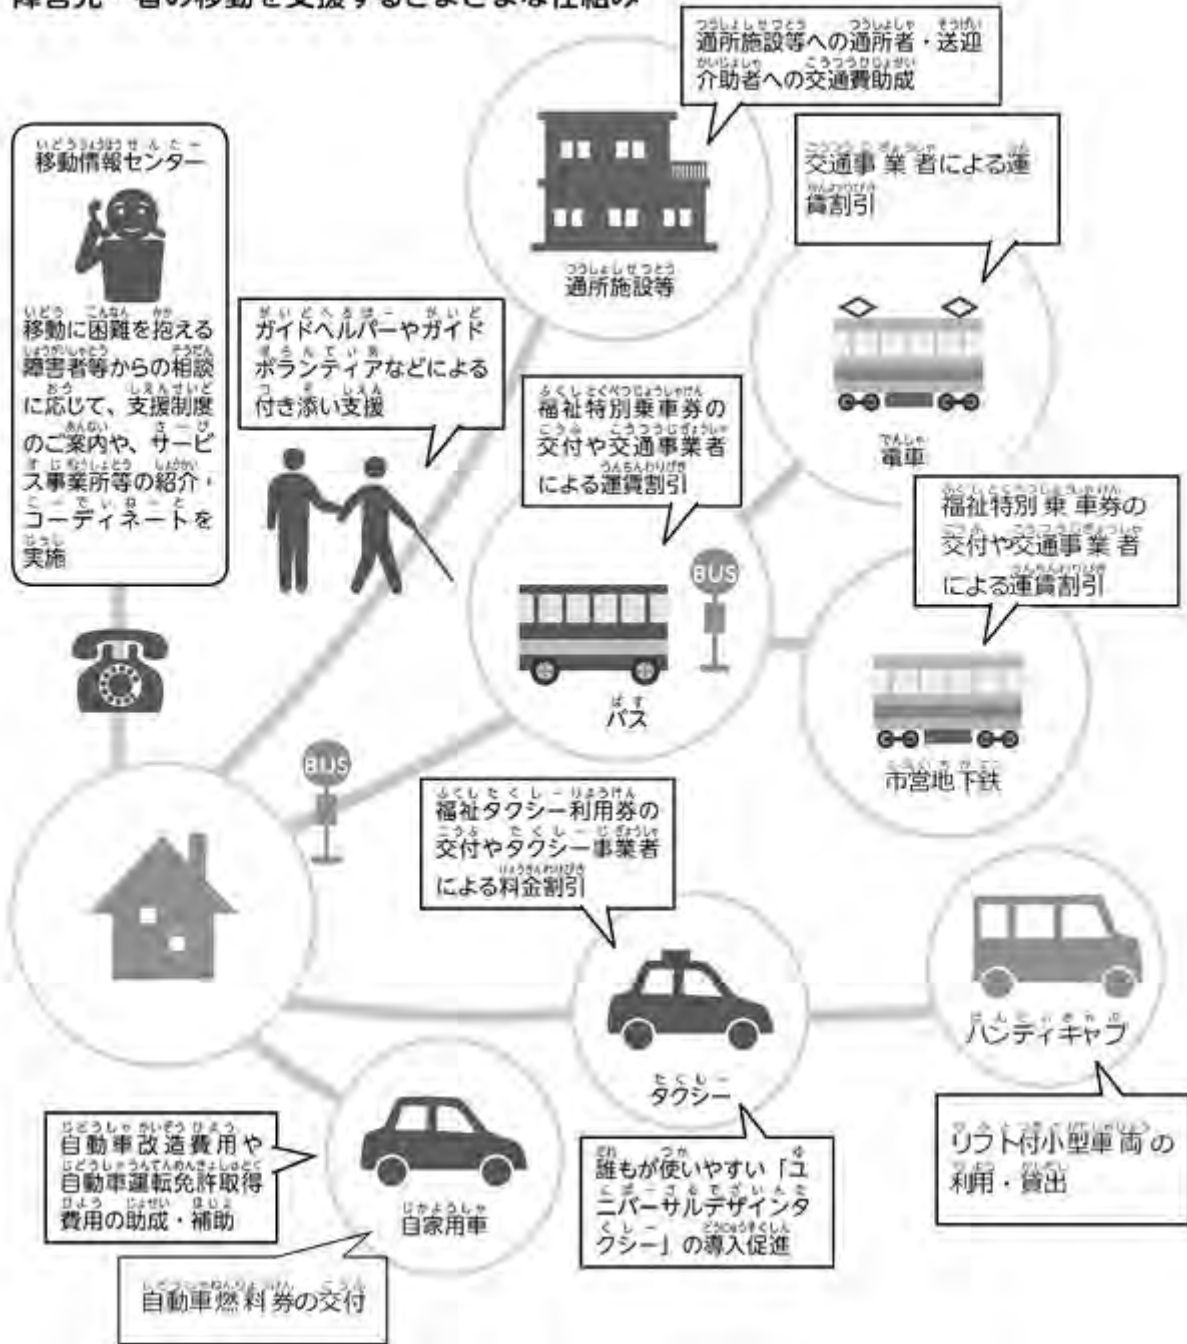 者の移動を支援するさまざまな仕組み
通所施設等への通所者・送迎
介助者への交通費助成
移動情報センター
移動に困難を抱える
障害者等からの相談
に応じて、支援制度
のご案内や、サービ
ス事業所等の紹介・
コーディネートを
実施
交通事業者による運
賃割引
通所施設等
ガイドヘルパーやガイド
ボランティアなどによる
付き添い支援
福祉特別乗車券の
交付や交通事業者
による運賃割引
電車
福祉特別乗車券の
交付や交通事業者
による運賃割引
BUS
バス
市営地下鉄
BUS
福祉タクシー利用券の
交付やタクシー事業者
による料金割引
タクシー
ハンディキャブ
自動車改造費用や
自動車運転免許取得
費用の助成・補助
自家用車
誰もが使いやすい「ユ
ニバーサルデザインタ
クシー」の導入促進
リフト付小型車両の
利用・貸出
自動車燃料券の交付